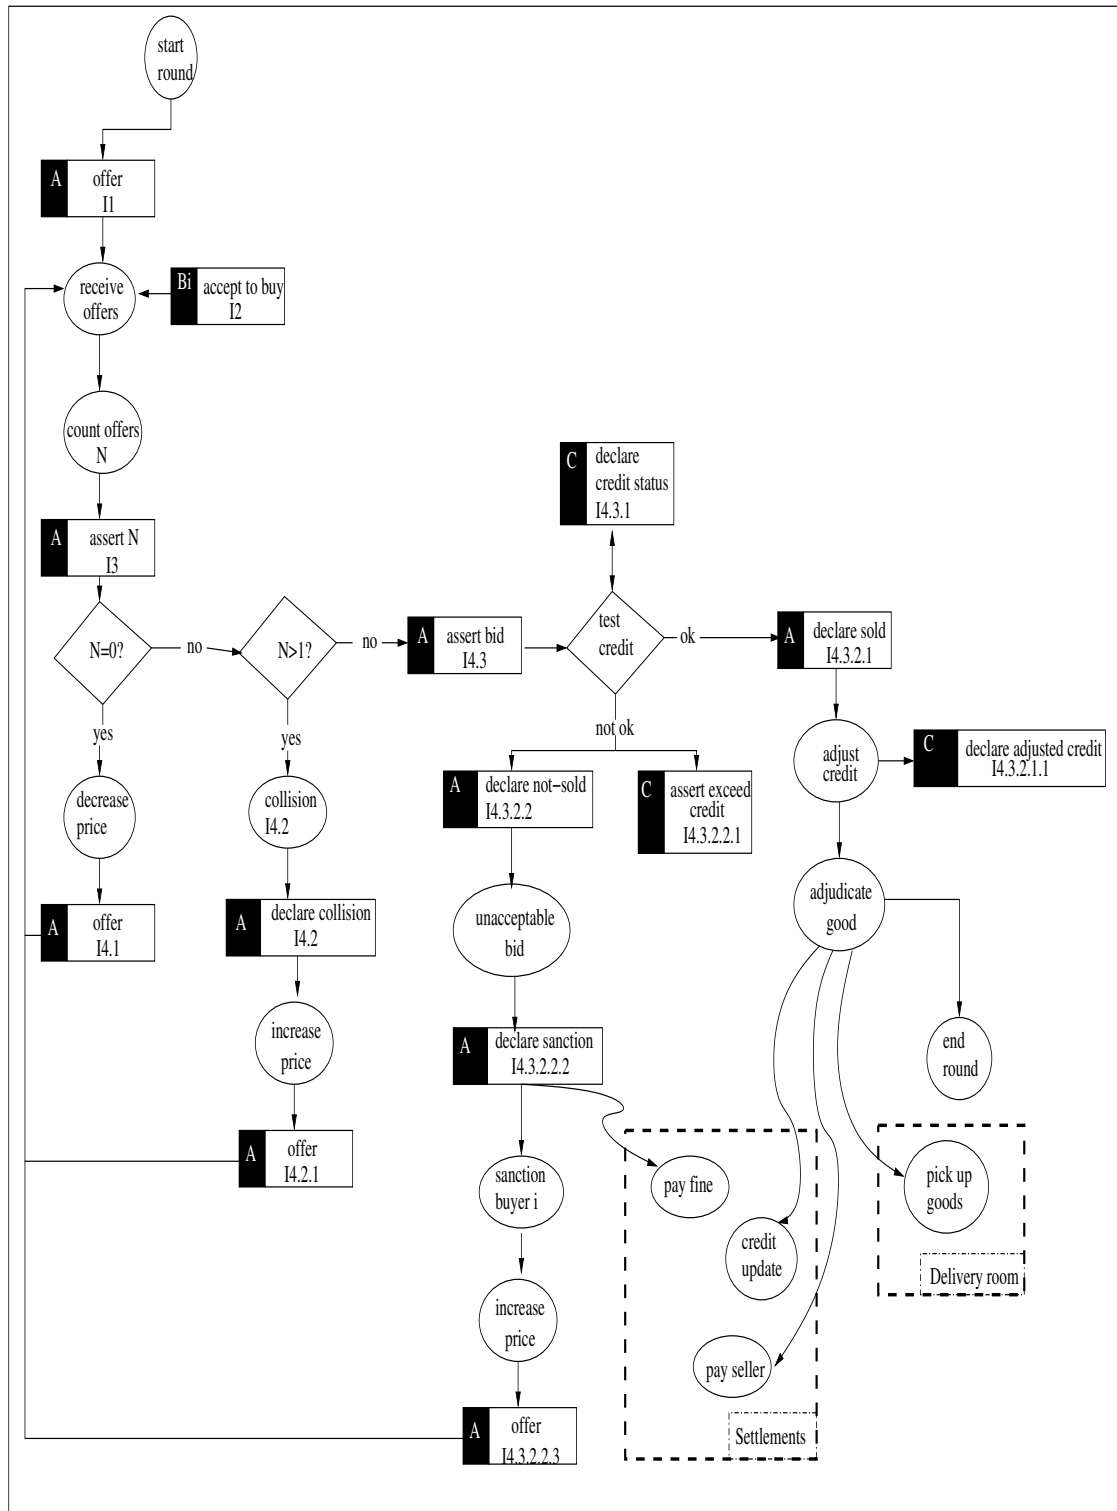 start
round
A
offer
I1
receive
offers
Bi
accept to buy
I2
count offers
N
A
assert N
I3
N=0?
no
N>1?
no
A
assert bid
I4.3
C
declare
credit status
I4.3.1
test
credit
ok
A
declare sold
I4.3.2.1
yes
yes
not ok
adjust
credit
C
declare adjusted credit
I4.3.2.1.1
decrease
price
collision
I4.2
A
declare not-sold
I4.3.2.2
C
assert exceed
credit
I4.3.2.2.1
A
offer
I4.1
A
declare collision
I4.2
unacceptable
bid
adjudicate
good
increase
price
A
declare sanction
I4.3.2.2.2
end
round
A
offer
I4.2.1
sanction
buyer i
pay fine
credit
update
pick up
goods
Delivery room
increase
price
pay seller
A
offer
I4.3.2.2.3
Settlements